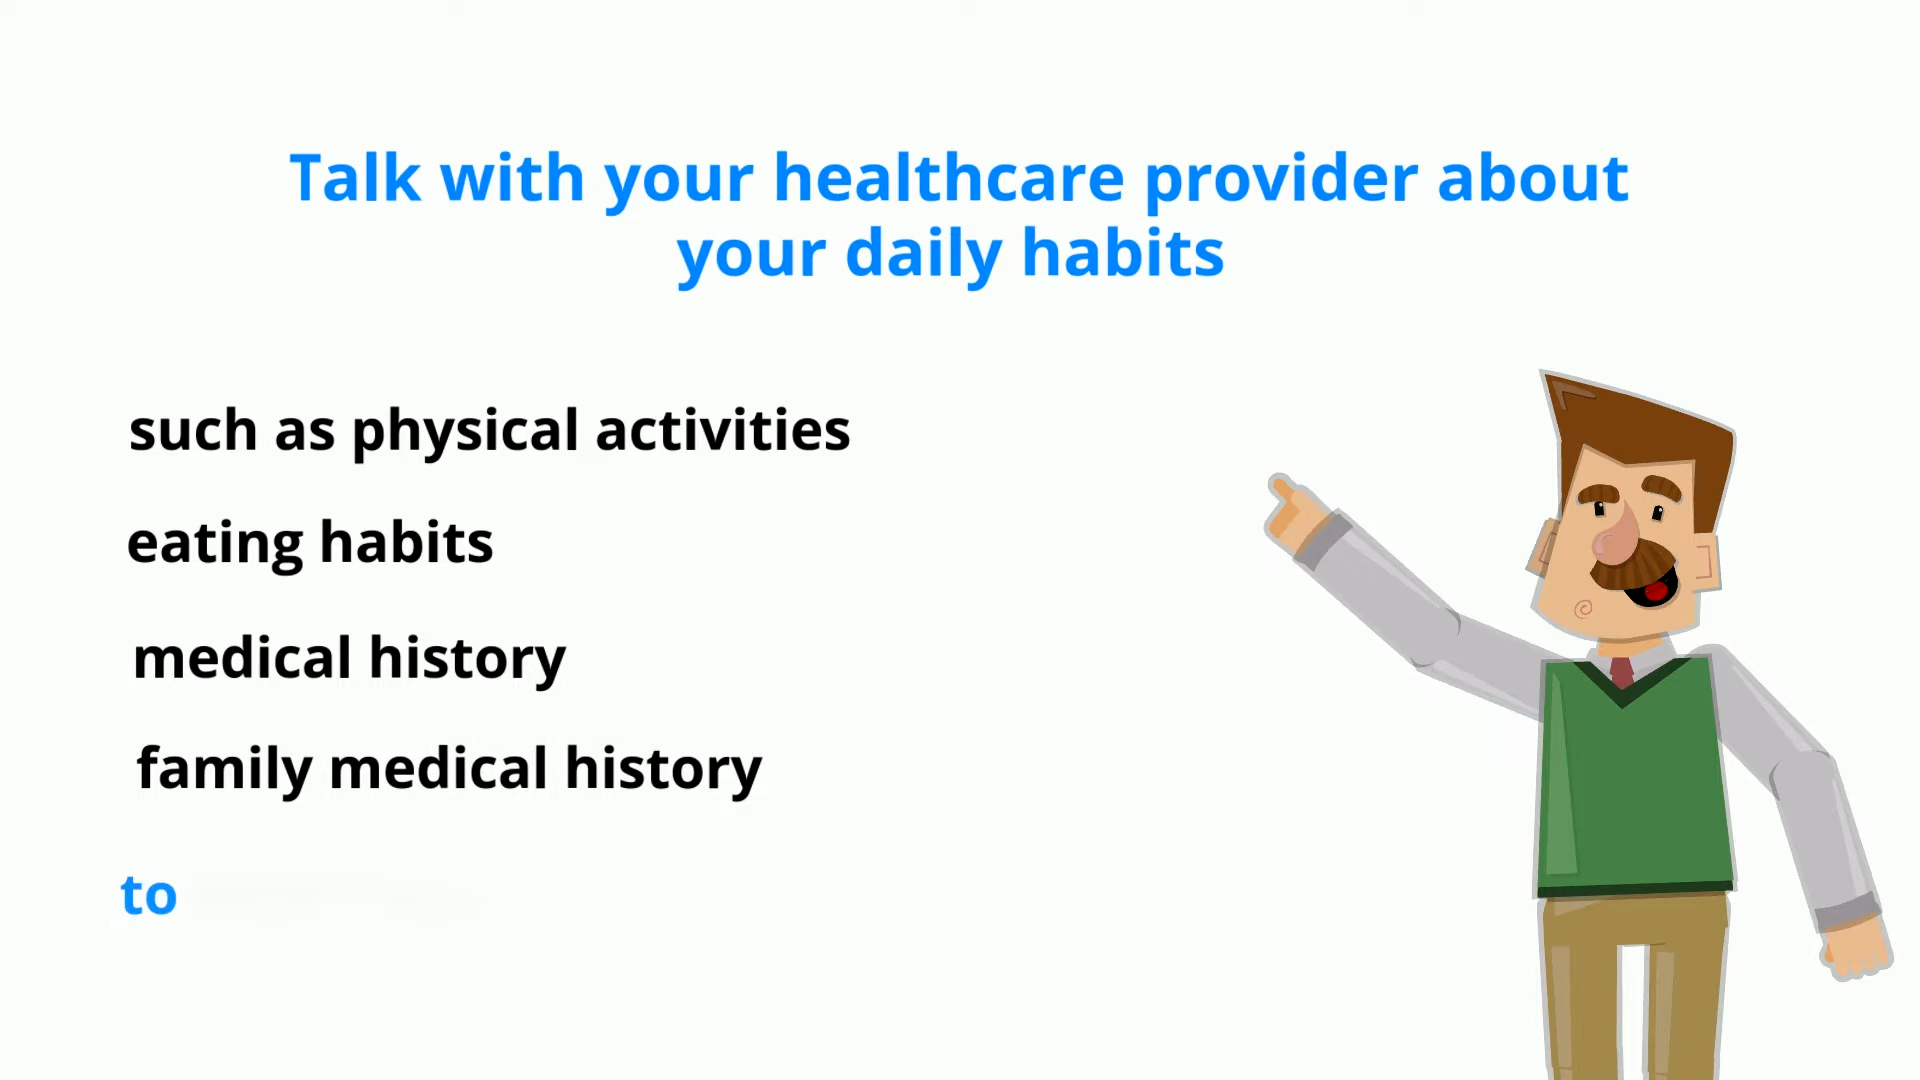 Talk with your healthcare provider about
your daily habits
such as physical activities
eating habits
medical history
family medical history
to